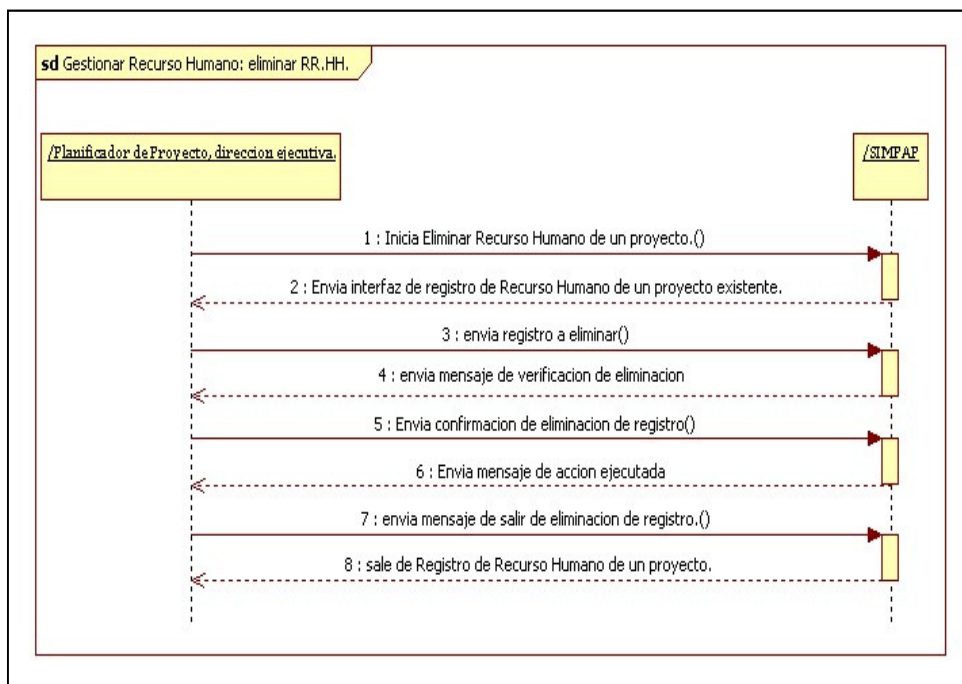 sd Gestionar Recurso Humano: eliminar RR.HH.
/Planificador de Proyecto, direccion ejecutiva.
/SIMPAP
1 : Inicia Eliminar Recurso Humano de un proyecto.()
2 : Envia interfaz de registro de Recurso Humano de un proyecto existente.
3 : envia registro a eliminar()
4 : envia mensaje de verificacion de eliminacion
5 : Envia confirmacion de eliminacion de registro()
6 : Envia mensaje de accion ejecutada
7 : envia mensaje de salir de eliminacion de registro.()
8 : sale de Registro de Recurso Humano de un proyecto.